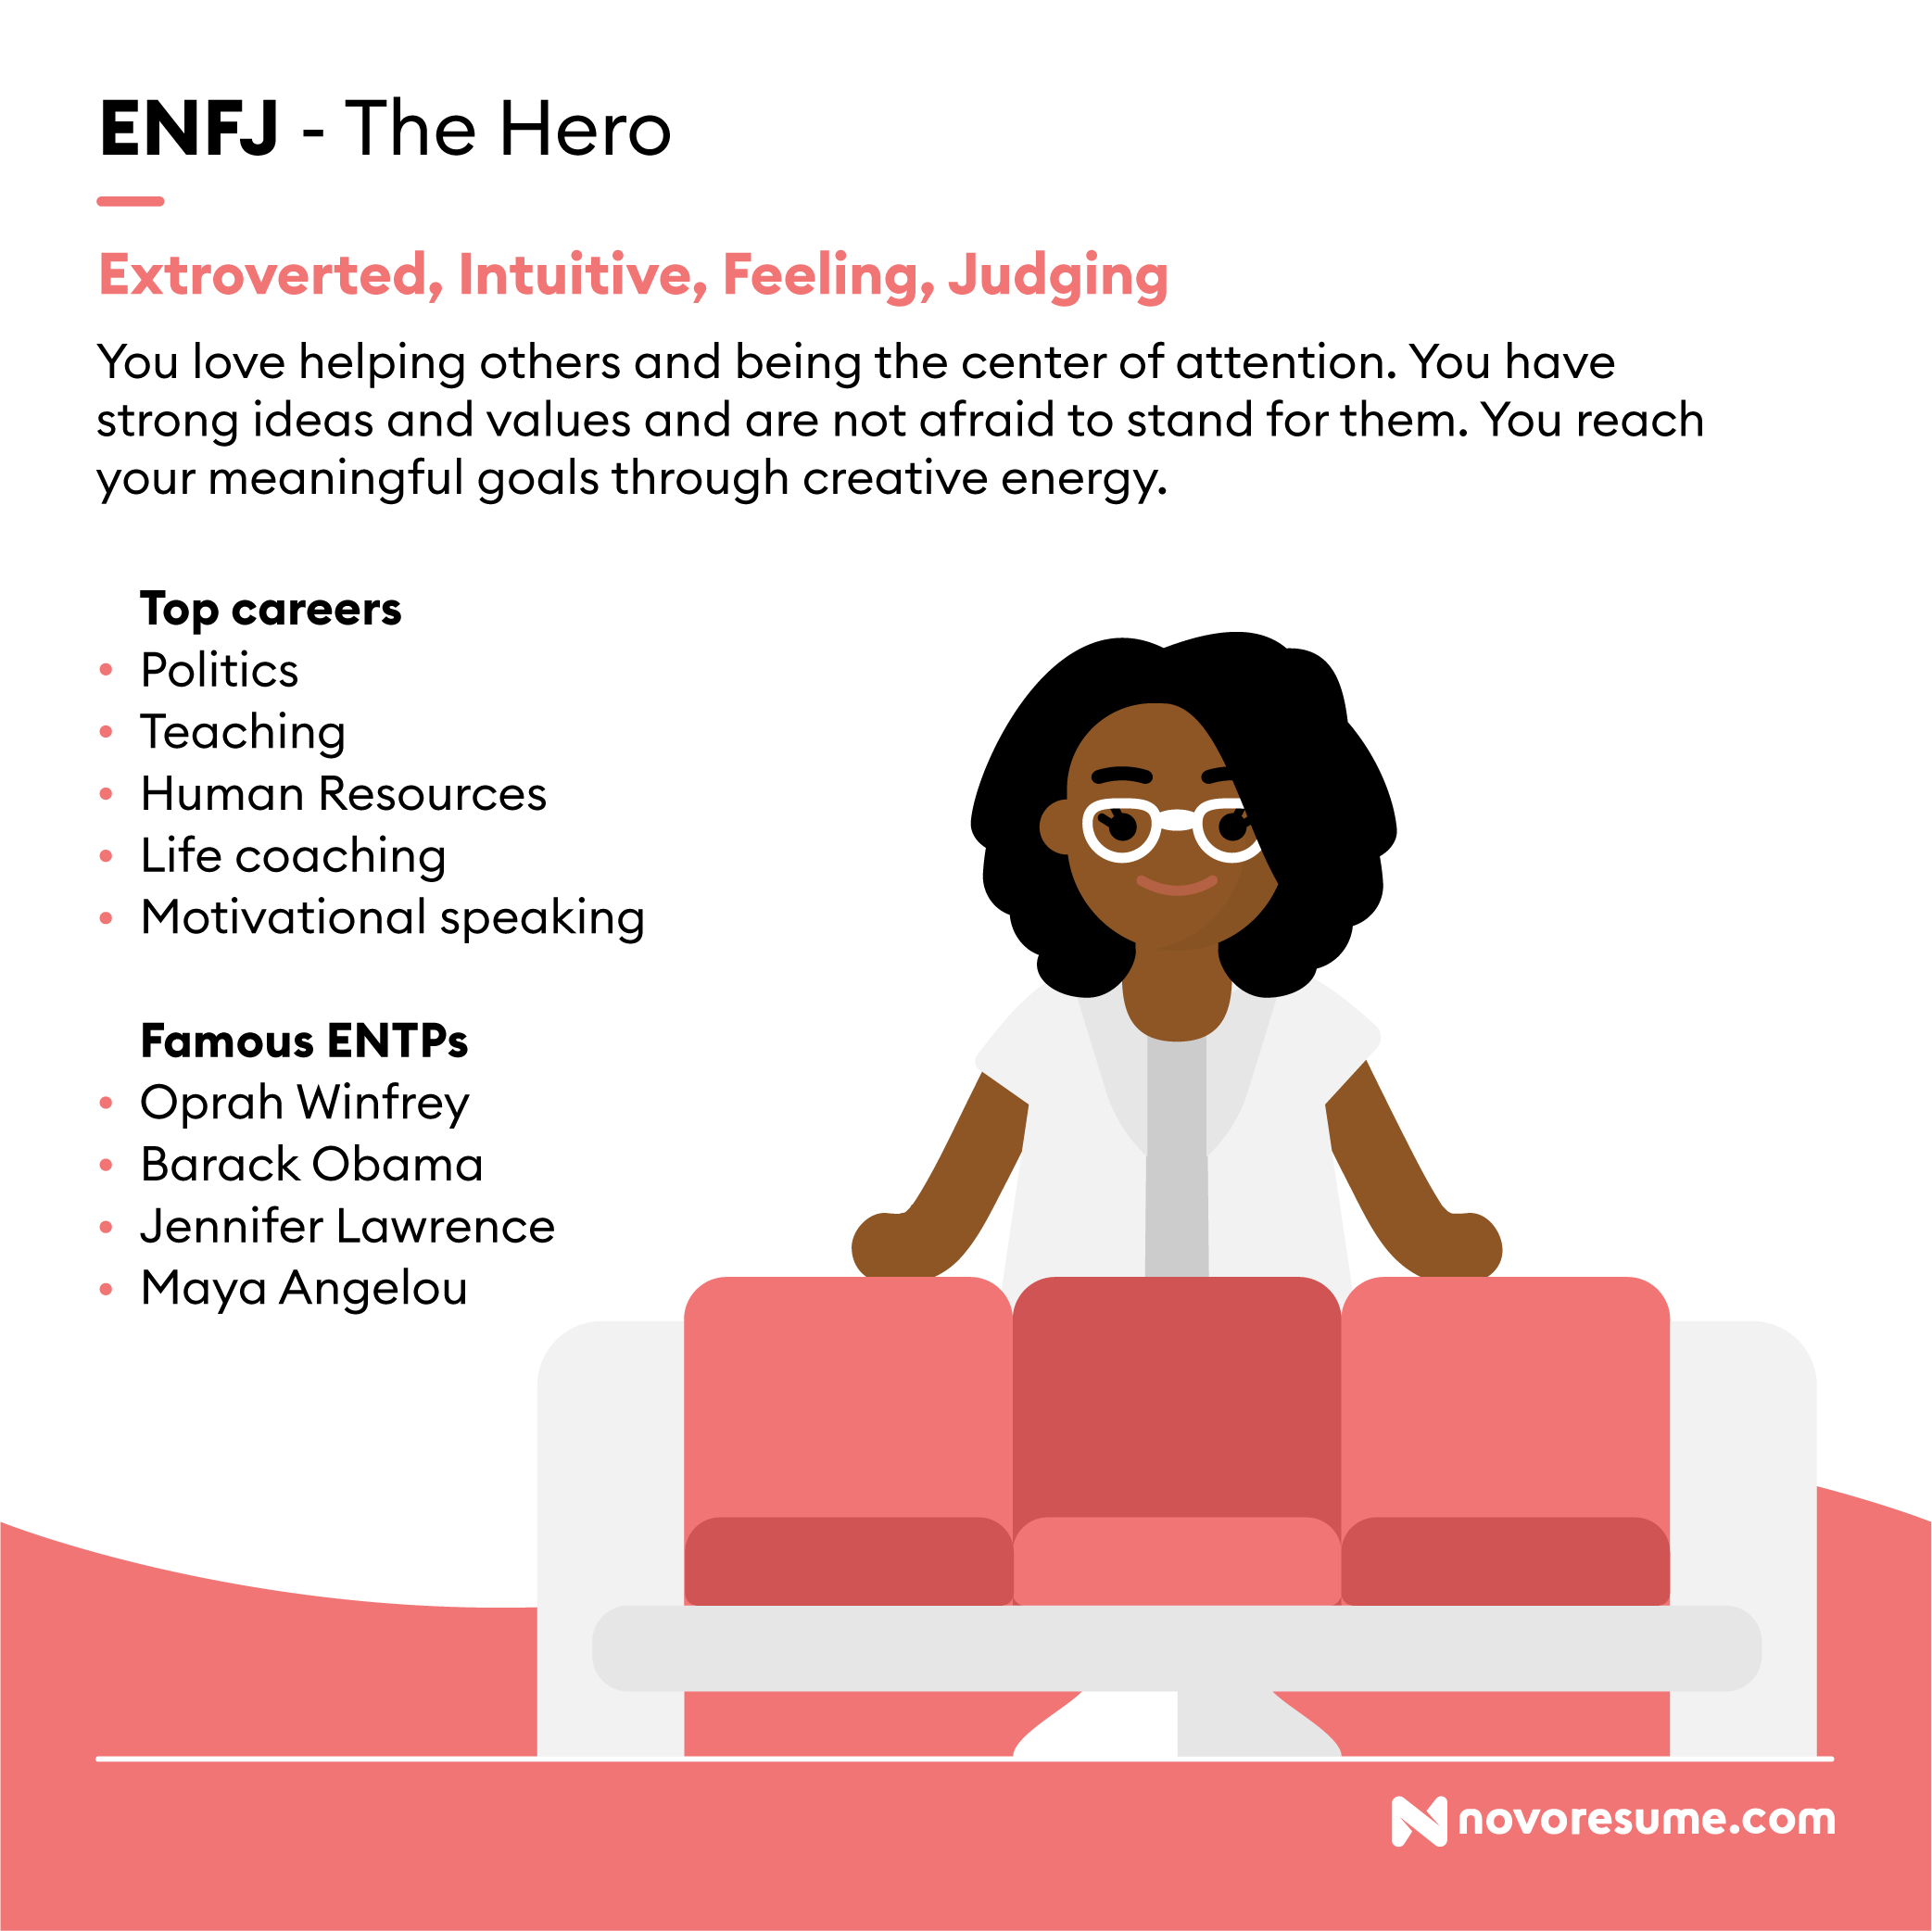 ENFJ - The Hero
Extroverted, Intuitive, Feeling, Judging
You love helping others and being the center of attention. You have
strong ideas and values and are not afraid to stand for them. You reach
your meaningful goals through creative energy.
Top careers
• Politics
• Teaching
• Human Resources
• Life coaching
• Motivational speaking
Famous ENTPs
• Oprah Winfrey
• Barack Obama
• Jennifer Lawrence
• Maya Angelou
novoresume.com